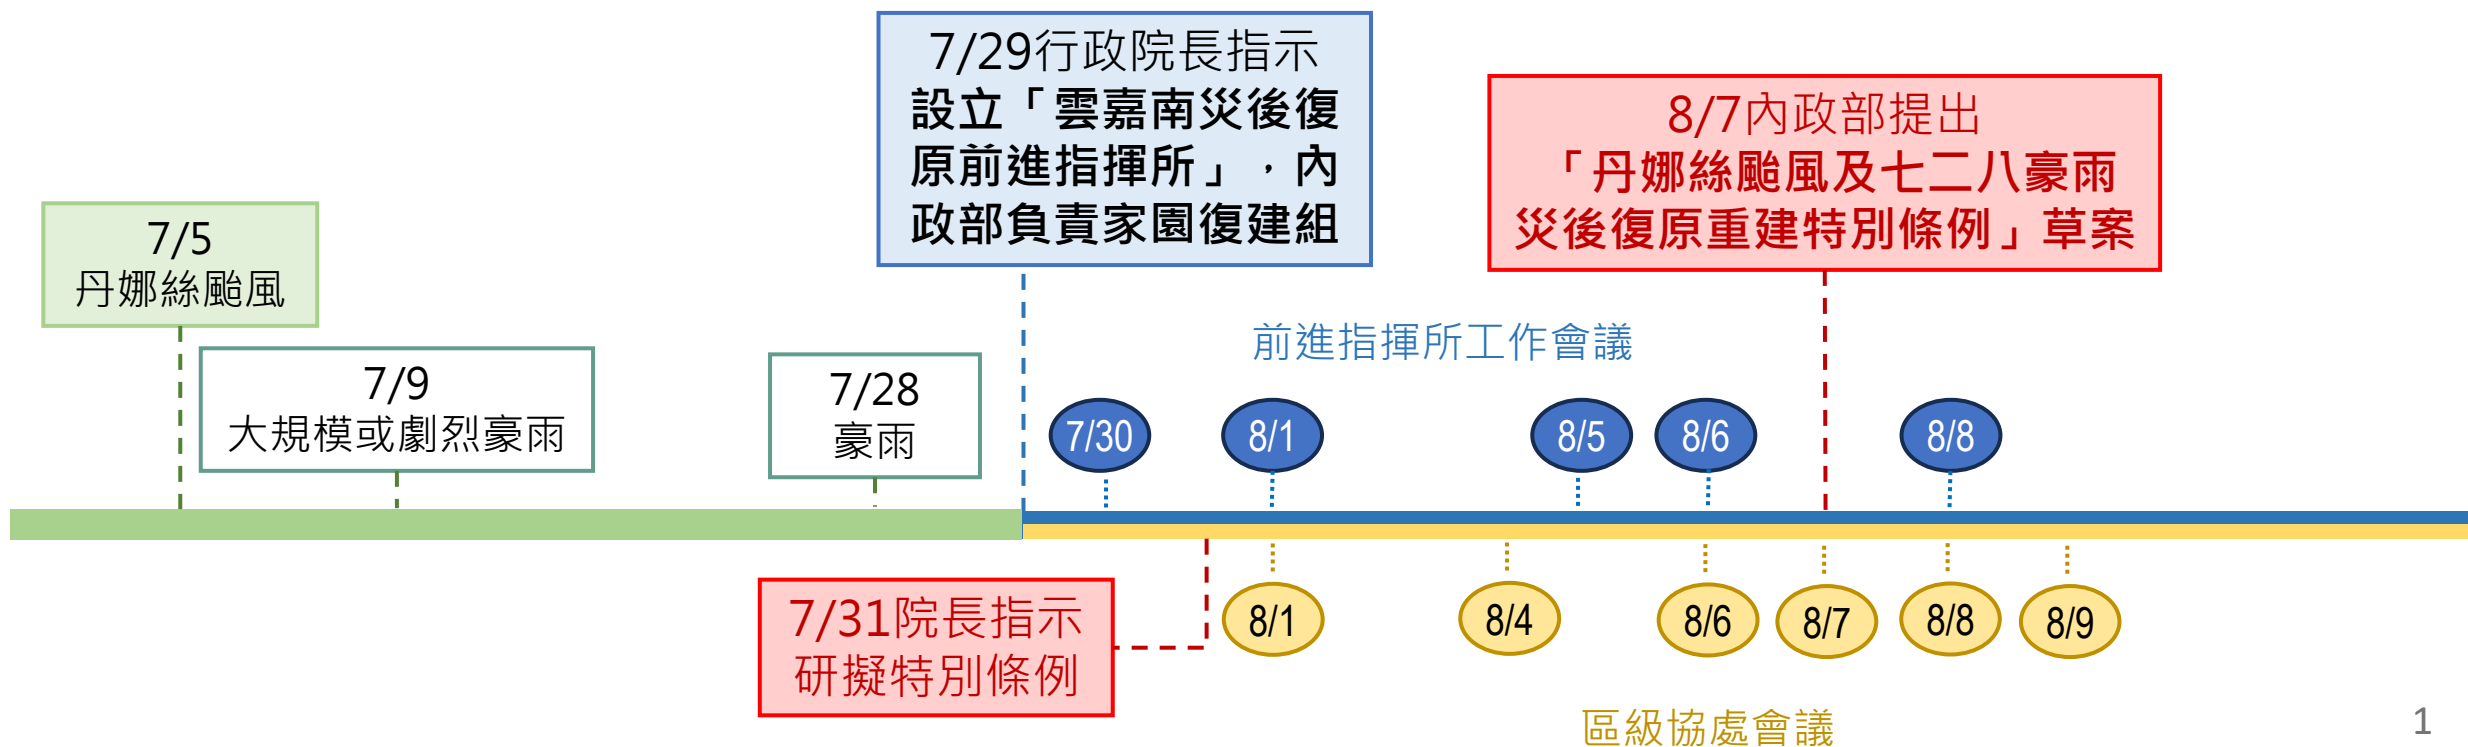 7/29行政院長指示
設立「雲嘉南災後復
原前進指揮所」，內
政部負責家園復建組
8/7內政部提出
「丹娜絲颱風及七二八豪雨
災後復原重建特別條例」草案
7/5
丹娜絲颱風
7/9
大規模或劇烈豪雨
7/28
豪雨
前進指揮所工作會議
7/30
8/1
8/5
8/6
8/8
7/31院長指示
研擬特別條例
8/1
8/4
8/6
8/7
8/8
8/9
區級協處會議
1